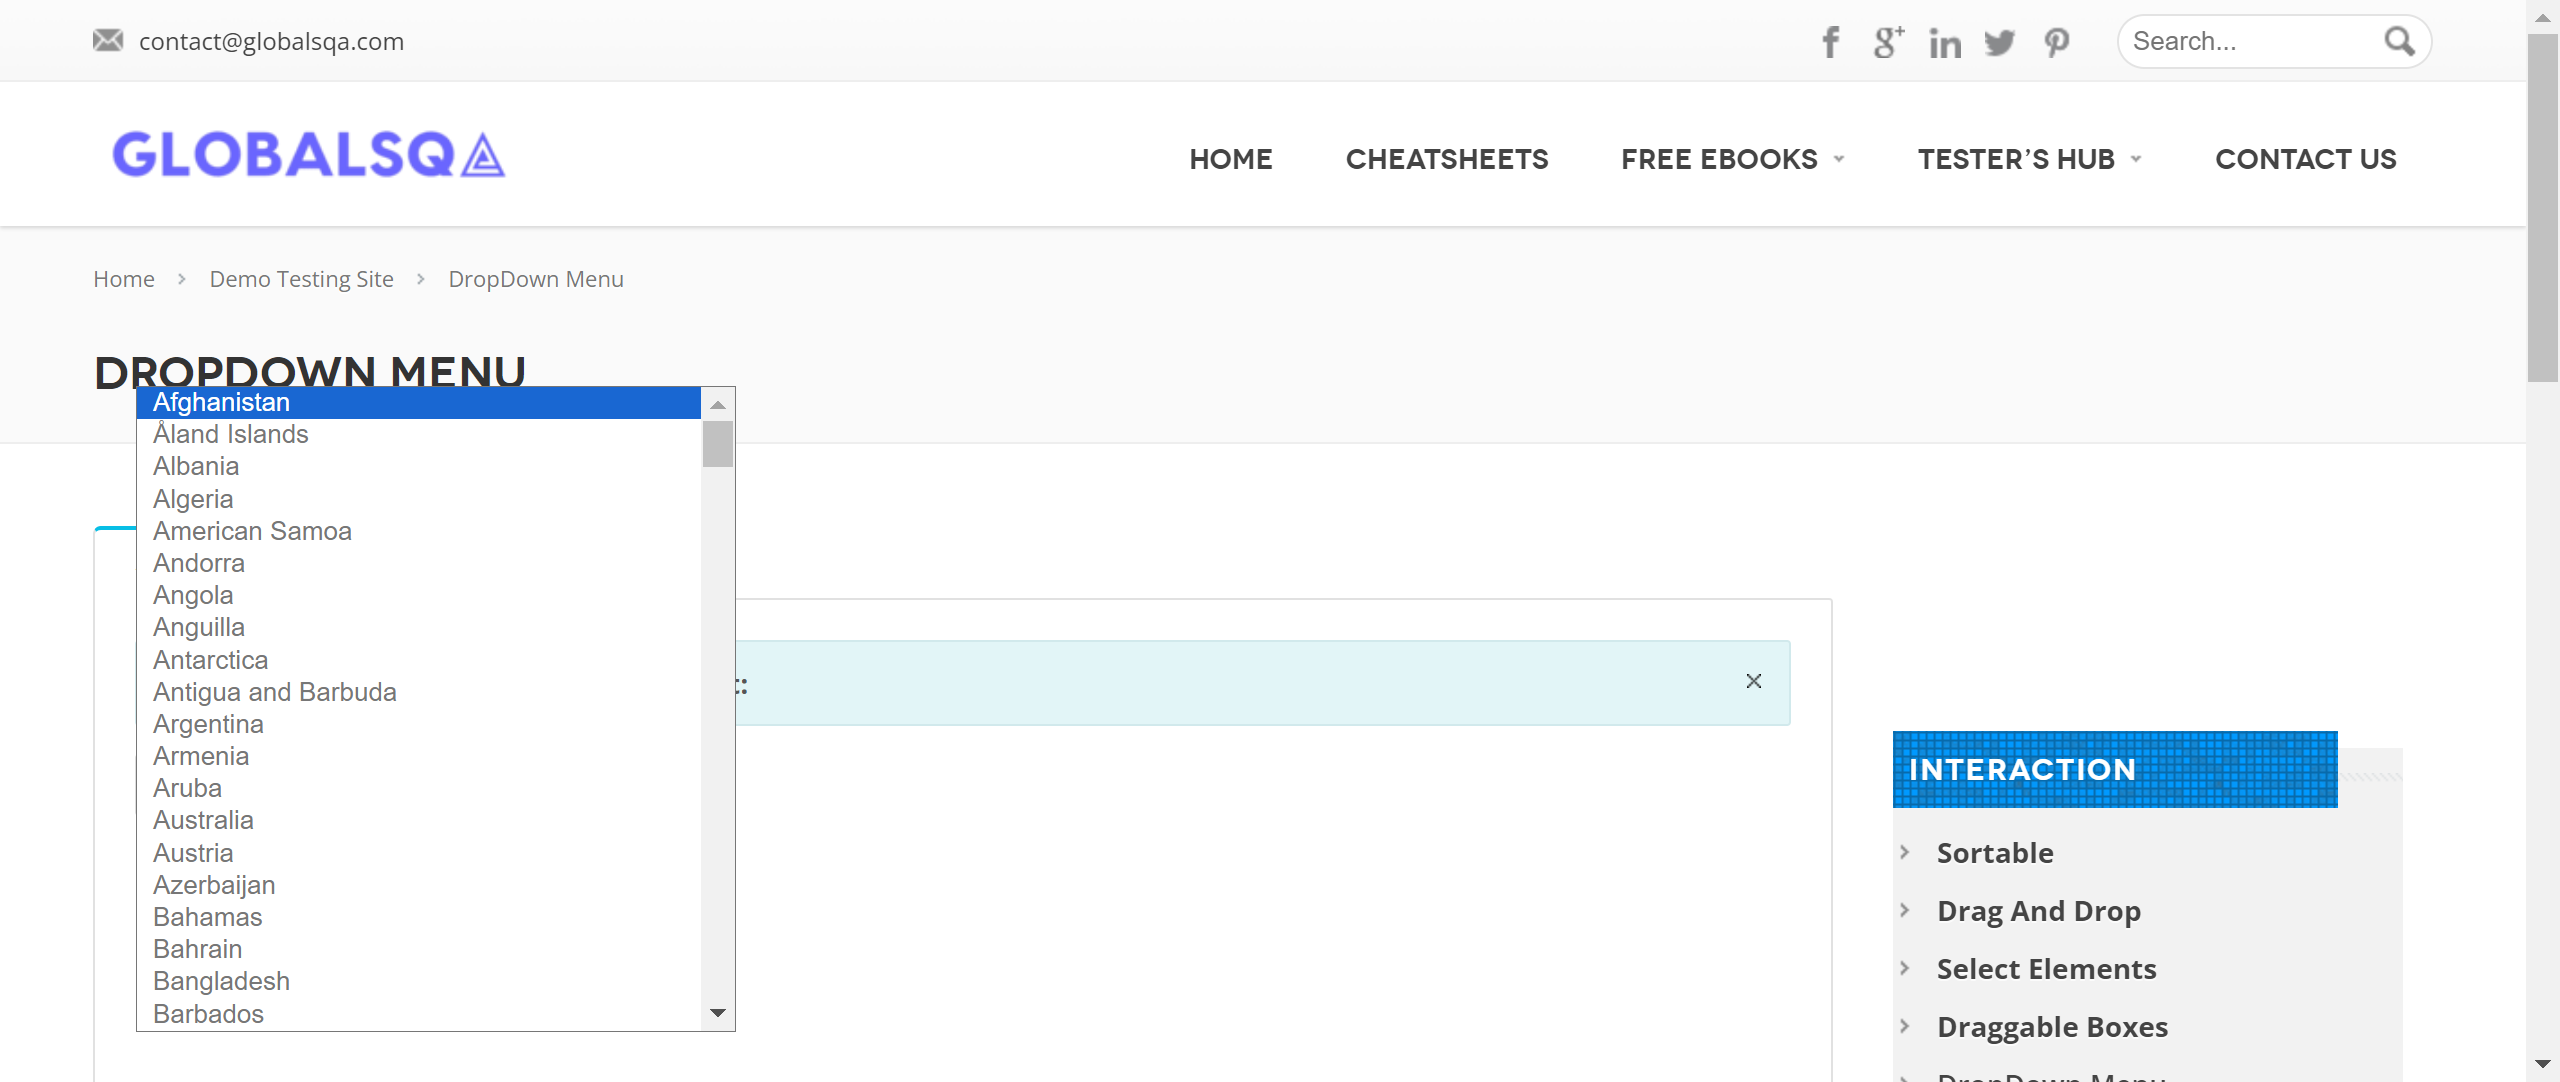 contact@globalsqa.com
Search...
GLOBALSQA
HOME
CHEATSHEETS
FREE EBOOKS
TESTER’S HUB
CONTACT US
Home
Demo Testing Site
DropDown Menu
DROPDOWN MENU
Afghanistan
Åland Islands
Albania
Algeria
American Samoa
Andorra
Angola
Anguilla
Antarctica
Antigua and Barbuda
Argentina
Armenia
Aruba
Australia
Austria
Azerbaijan
Bahamas
Bahrain
Bangladesh
Barbados
INTERACTION
Sortable
Drag And Drop
Select Elements
Draggable Boxes
DropDown Menu